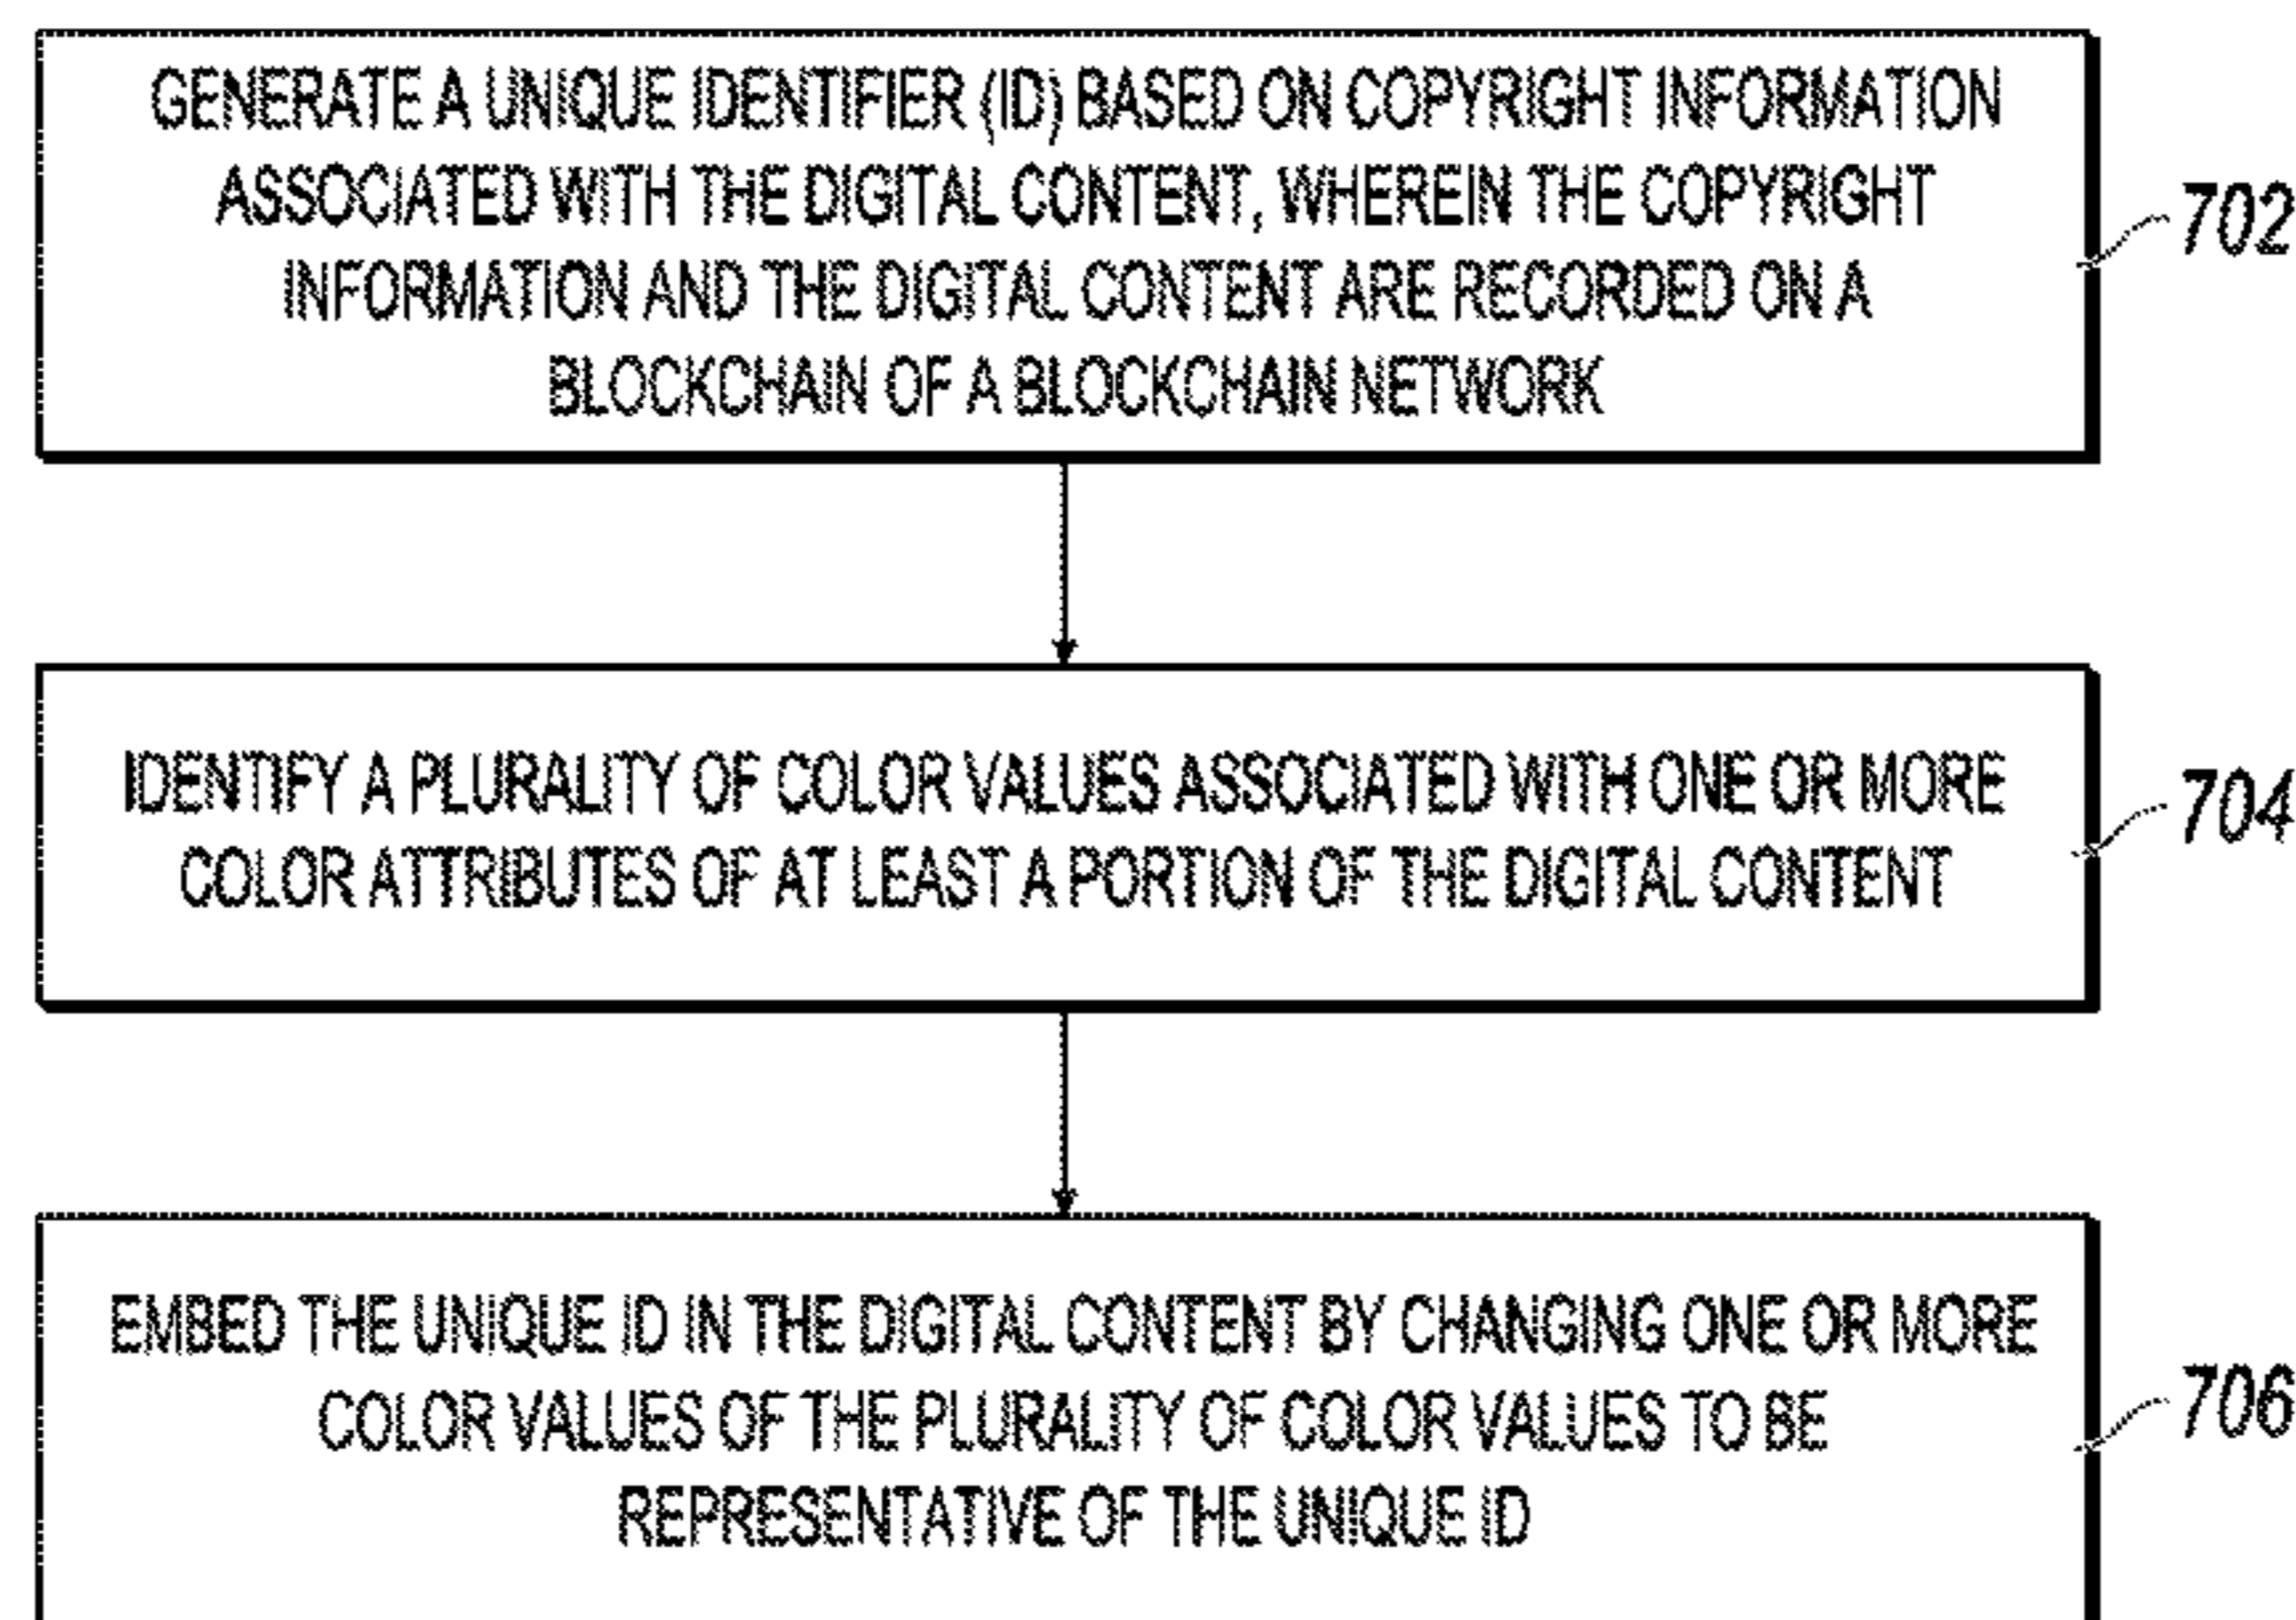 GENERATE A UNIQUE IDENTIFIER (ID) BASED ON COPYRIGHT INFORMATION
ASSOCIATED WITH THE DIGITAL CONTENT, WHEREIN THE COPYRIGHT
INFORMATION AND THE DIGITAL CONTENT ARE RECORDED ON A
BLOCKCHAIN OF A BLOCKCHAIN NETWORK
702
IDENTIFY A PLURALITY OF COLOR VALUES ASSOCIATED WITH ONE OR MORE
COLOR ATTRIBUTES OF AT LEAST A PORTION OF THE DIGITAL CONTENT
704
EMBED THE UNIQUE ID IN THE DIGITAL CONTENT BY CHANGING ONE OR MORE
COLOR VALUES OF THE PLURALITY OF COLOR VALUES TO BE
REPRESENTATIVE OF THE UNIQUE ID
706